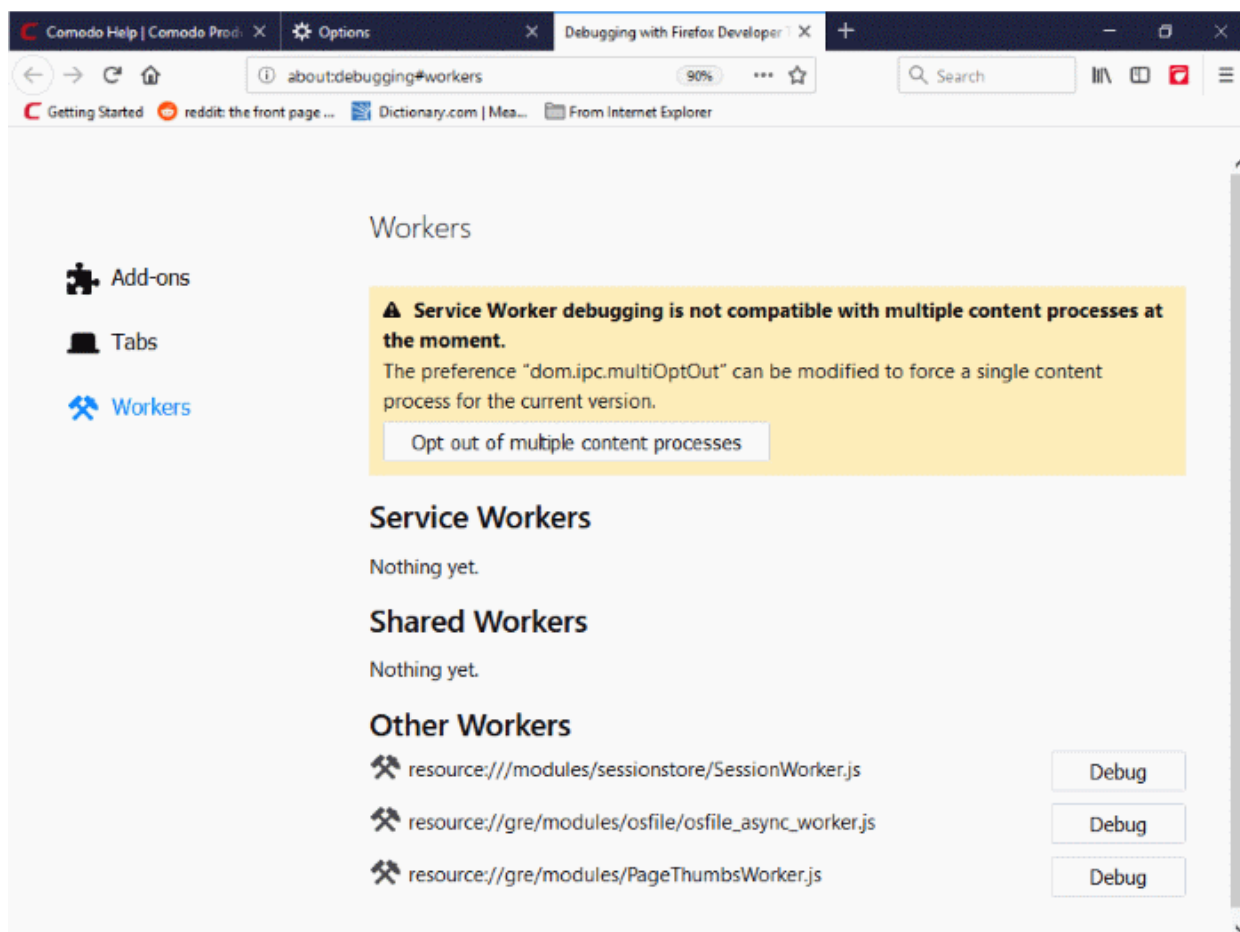 Comodo Help | Comodo Prod
Options
Debugging with Firefox Developer T
about:debugging#workers
90%
Search
Getting Started
reddit: the front page ...
Dictionary.com | Mea...
From Internet Explorer
Workers
Add-ons
Tabs
Workers
Service Worker debugging is not compatible with multiple content processes at
the moment.
The preference "dom.ipc.multiOptOut" can be modified to force a single content
process for the current version.
Opt out of multiple content processes
Service Workers
Nothing yet.
Shared Workers
Nothing yet.
Other Workers
resource:///modules/sessionstore/SessionWorker.js
Debug
resource://gre/modules/osfile/osfile_async_worker.js
Debug
resource://gre/modules/PageThumbsWorker.js
Debug